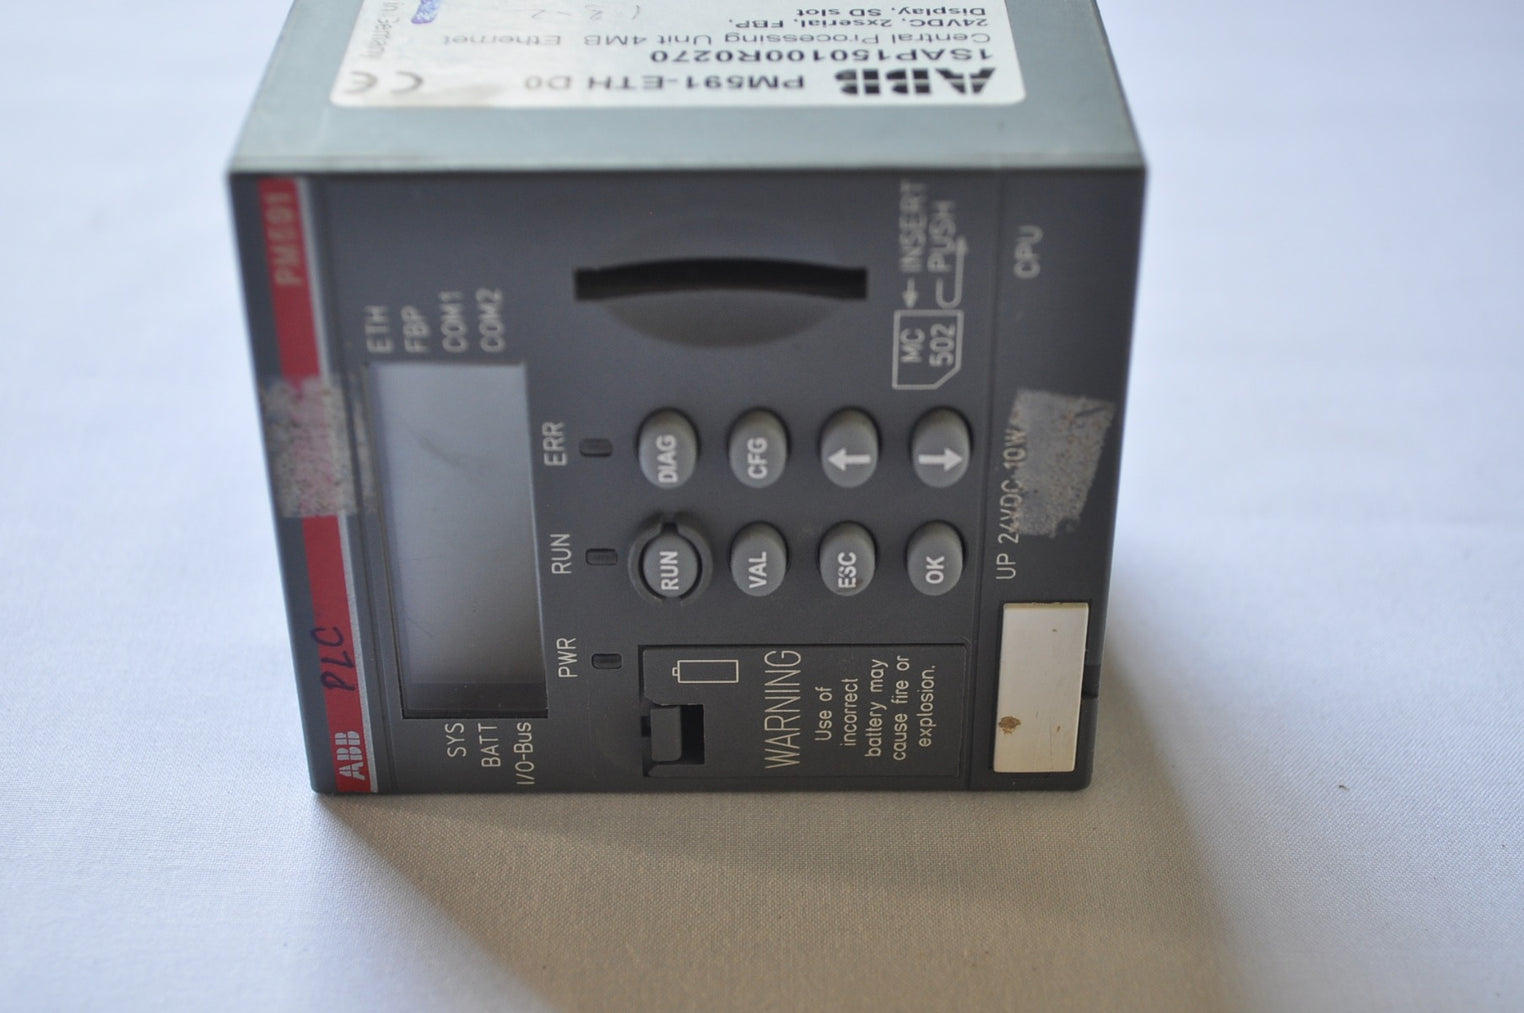 ABB PM591-ETH D0
1SAP150100R0270
Central Processing Unit 4MB Ethernet
24VDC, 2xserial, FBP,
Display, SD slot
CE
ABB PLC PM591
ETH
FBP
COM1
COM2
SYS
BATT
I/O-Bus
PWR RUN ERR
RUN DIAG
VAL CFG
ESC ↑
OK ↓
WARNING
Use of
incorrect
battery may
cause fire or
explosion.
← INSERT
PUSH
MC
502
UP 24VDC 10W
CPU